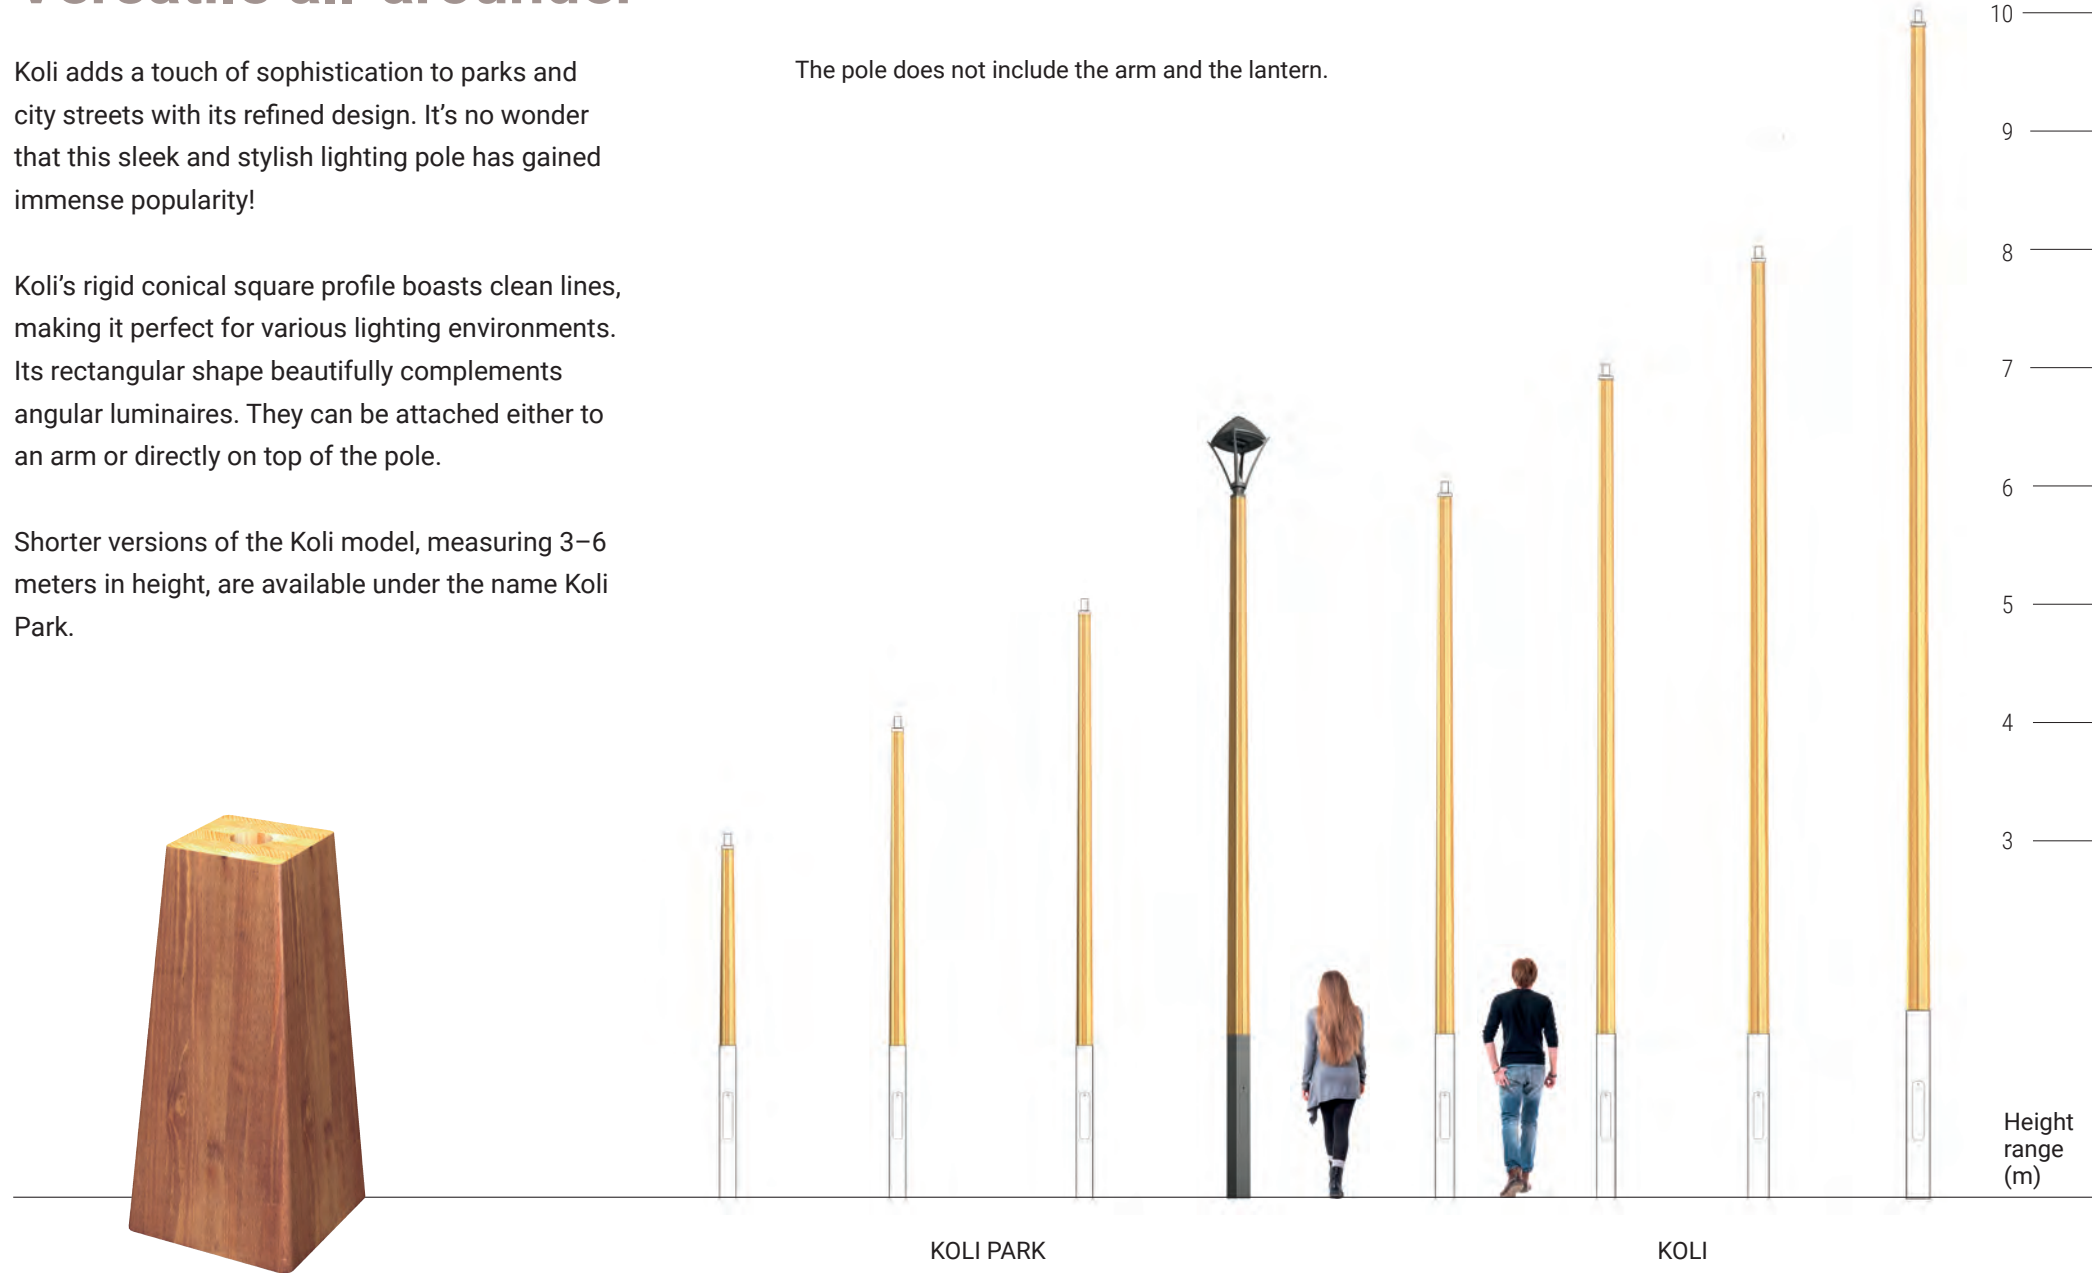 Versatile all-arounder
Koli adds a touch of sophistication to parks and
city streets with its refined design. It’s no wonder
that this sleek and stylish lighting pole has gained
immense popularity!
Koli’s rigid conical square profile boasts clean lines,
making it perfect for various lighting environments.
Its rectangular shape beautifully complements
angular luminaires. They can be attached either to
an arm or directly on top of the pole.
Shorter versions of the Koli model, measuring 3–6
meters in height, are available under the name Koli
Park.
The pole does not include the arm and the lantern.
10
9
8
7
6
5
4
3
Height
range
(m)
KOLI PARK
KOLI